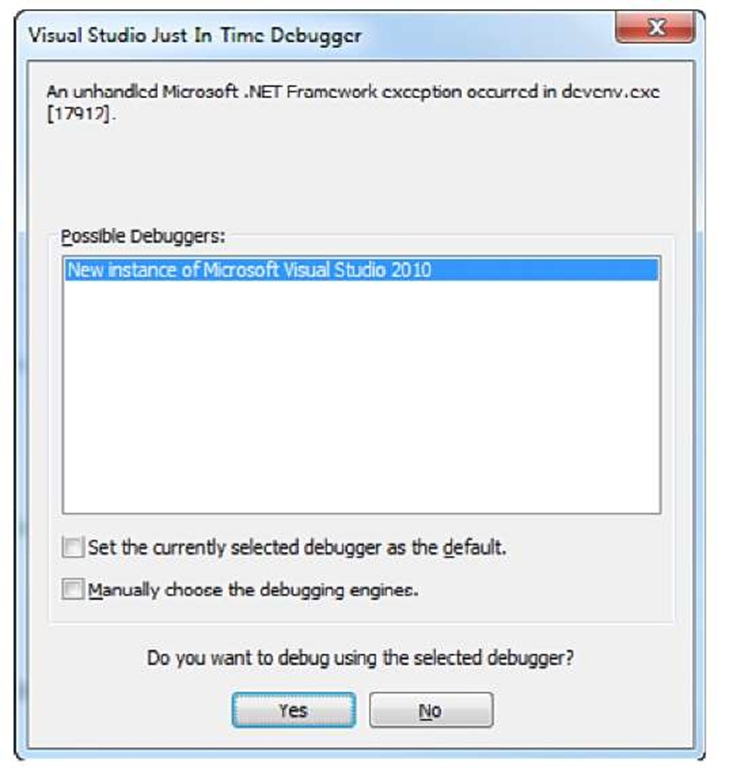 Visual Studio Just In Time Debugger
An unhandled Microsoft .NET Framework exception occurred in devenv.exe
[17912].
Possible Debuggers:
New instance of Microsoft Visual Studio 2010
Set the currently selected debugger as the default.
Manually choose the debugging engines.
Do you want to debug using the selected debugger?
Yes
No